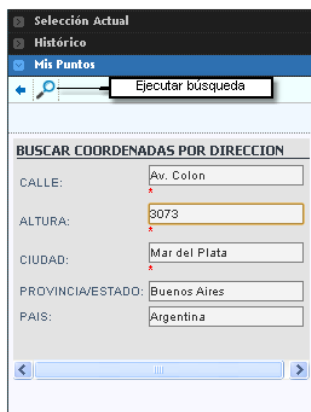 Selección Actual
Histórico
Mis Puntos
Ejecutar búsqueda
BUSCAR COORDENADAS POR DIRECCION
CALLE: Av. Colon
*
ALTURA: 3073
*
CIUDAD: Mar del Plata
*
PROVINCIA/ESTADO: Buenos Aires
PAIS: Argentina